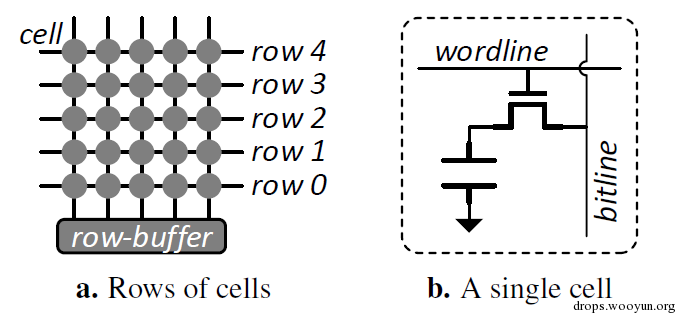 cell
row 4
row 3
row 2
row 1
row 0
row-buffer
a. Rows of cells
wordline
bitline
b. A single cell
drops.wooyun.org